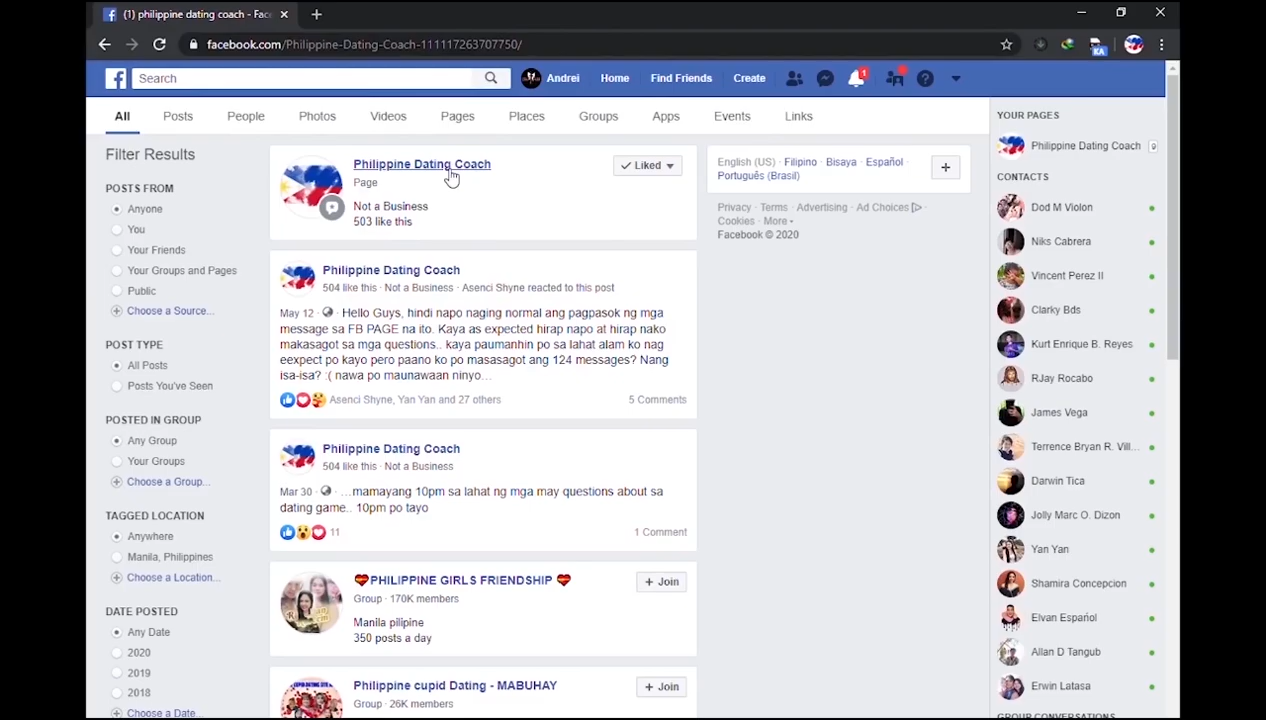 (1) philippine dating coach - Fac
facebook.com/Philippine-Dating-Coach-111117263707750/
KA
Search
Andrei
Home
Find Friends
Create
1
All
Posts
People
Photos
Videos
Pages
Places
Groups
Apps
Events
Links
Filter Results
POSTS FROM
Anyone
You
Your Friends
Your Groups and Pages
Public
Choose a Source...
POST TYPE
All Posts
Posts You've Seen
POSTED IN GROUP
Any Group
Your Groups
Choose a Group...
TAGGED LOCATION
Anywhere
Manila, Philippines
Choose a Location...
DATE POSTED
Any Date
2020
2019
2018
Choose a Date...
Philippine Dating Coach
Page
Not a Business
503 like this
Liked
Philippine Dating Coach
504 like this · Not a Business · Asenci Shyne reacted to this post
May 12 · Hello Guys, hindi napo naging normal ang pagpasok ng mga
message sa FB PAGE na ito. Kaya as expected hirap napo at hirap nako
makasagot sa mga questions.. kaya paumanhin po sa lahat alam ko nag
eexpect po kayo pero paano ko po masasagot ang 124 messages? Nang
isa-isa? :( nawa po maunawaan ninyo...
Asenci Shyne, Yan Yan and 27 others
5 Comments
Philippine Dating Coach
504 like this · Not a Business
Mar 30 · ...mamayang 10pm sa lahat ng mga may questions about sa
dating game.. 10pm po tayo
11
1 Comment
PHILIPPINE GIRLS FRIENDSHIP
Group · 170K members
Manila pilipine
350 posts a day
+ Join
Philippine cupid Dating - MABUHAY
Group · 26K members
+ Join
English (US) · Filipino · Bisaya · Español ·
Português (Brasil)
+
Privacy · Terms · Advertising · Ad Choices ·
Cookies · More
Facebook © 2020
YOUR PAGES
Philippine Dating Coach
CONTACTS
Dod M Violon
Niks Cabrera
Vincent Perez II
Clarky Bds
Kurt Enrique B. Reyes
RJay Rocabo
James Vega
Terrence Bryan R. Vill...
Darwin Tica
Jolly Marc O. Dizon
Yan Yan
Shamira Concepcion
Elvan Español
Allan D Tangub
Erwin Latasa
GROUP CONVERSATIONS